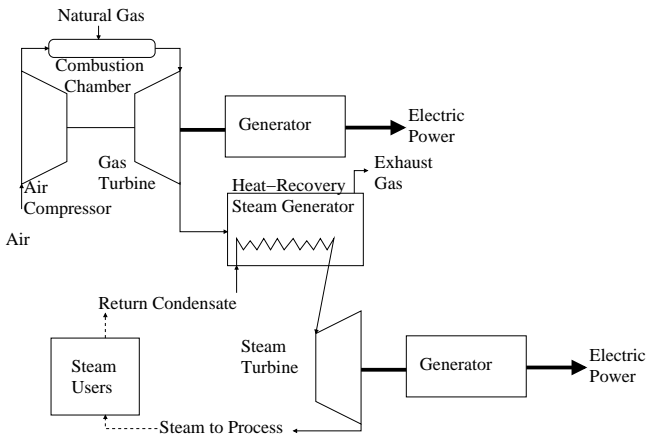 Natural Gas
Combustion
Chamber
Generator
Electric
Power
Gas
Turbine
Exhaust
Gas
Air
Compressor
Heat−Recovery
Steam Generator
Air
Return Condensate
Steam
Turbine
Generator
Electric
Power
Steam
Users
Steam to Process